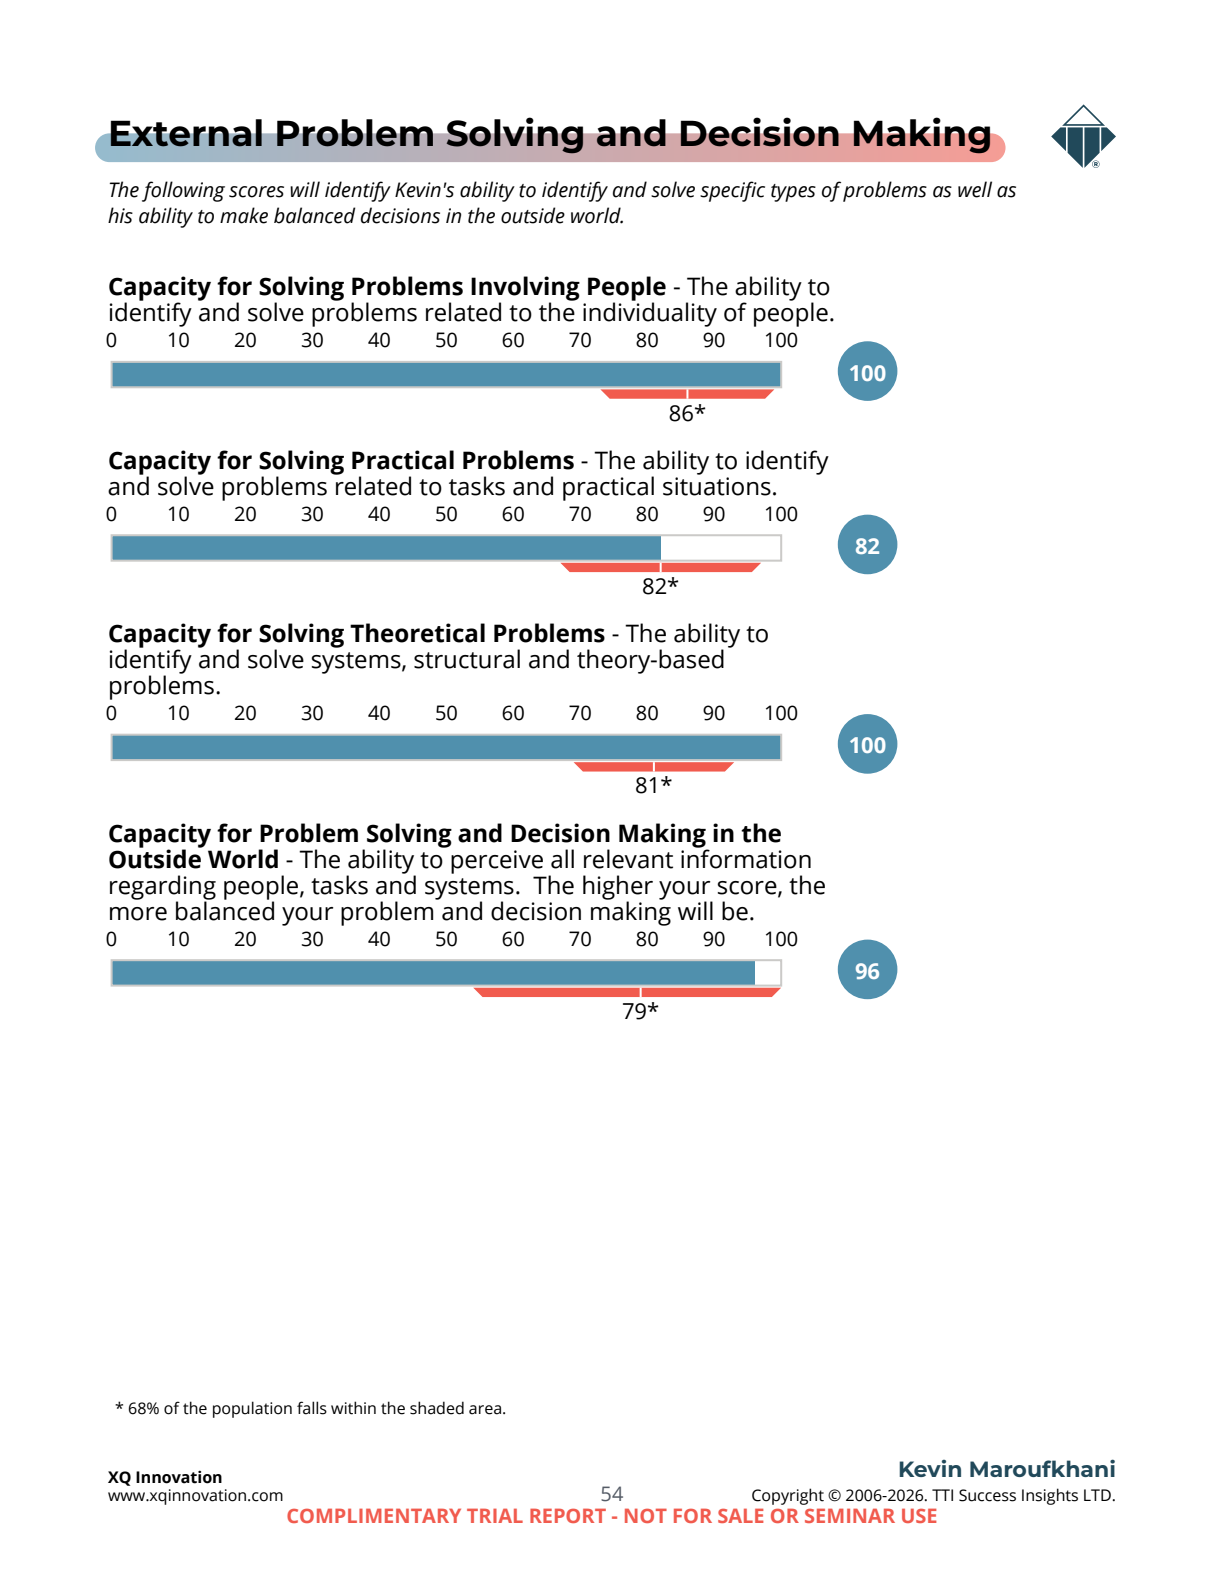 External Problem Solving and Decision Making
®
The following scores will identify Kevin's ability to identify and solve specific types of problems as well as
his ability to make balanced decisions in the outside world.
Capacity for Solving Problems Involving People - The ability to
identify and solve problems related to the individuality of people.
0 10 20 30 40 50 60 70 80 90 100
100
86*
Capacity for Solving Practical Problems - The ability to identify
and solve problems related to tasks and practical situations.
0 10 20 30 40 50 60 70 80 90 100
82
82*
Capacity for Solving Theoretical Problems - The ability to
identify and solve systems, structural and theory-based
problems.
0 10 20 30 40 50 60 70 80 90 100
100
81*
Capacity for Problem Solving and Decision Making in the
Outside World - The ability to perceive all relevant information
regarding people, tasks and systems.  The higher your score, the
more balanced your problem and decision making will be.
0 10 20 30 40 50 60 70 80 90 100
96
79*
* 68% of the population falls within the shaded area.
Kevin Maroufkhani
XQ Innovation
www.xqinnovation.com 54 Copyright © 2006-2026. TTI Success Insights LTD.
COMPLIMENTARY TRIAL REPORT - NOT FOR SALE OR SEMINAR USE